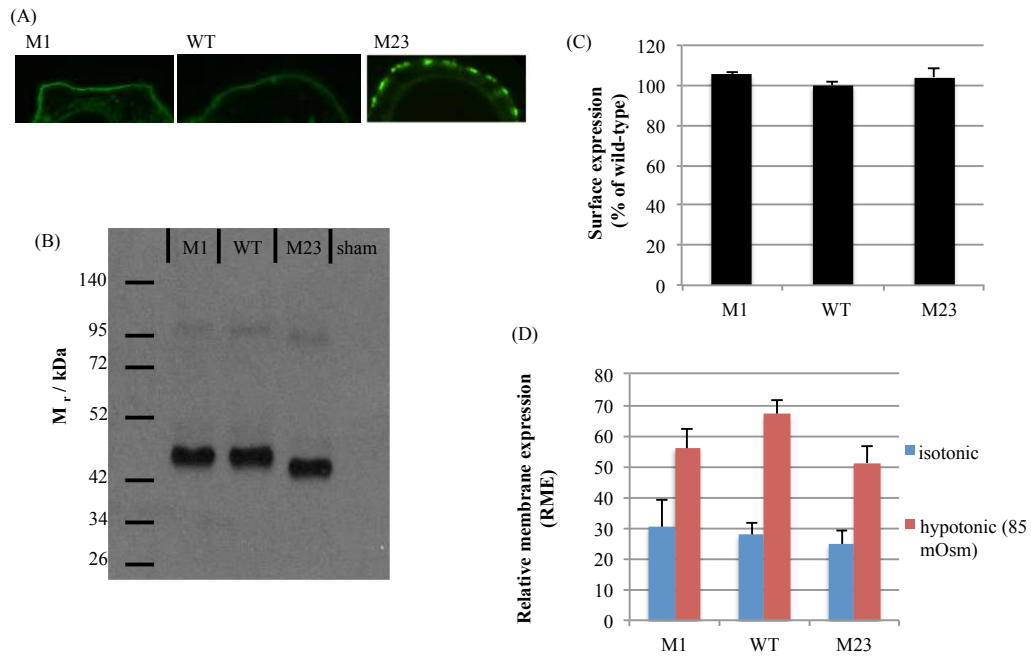 (A)
M1 WT M23
(B)
M1 WT M23 sham
M r / kDa
140
95
72
52
42
34
26
(C)
Surface expression
(% of wild-type)
120
100
80
60
40
20
0
M1 WT M23
(D)
Relative membrane expression
(RME)
80
70
60
50
40
30
20
10
0
M1 WT M23
isotonic
hypotonic (85
mOsm)